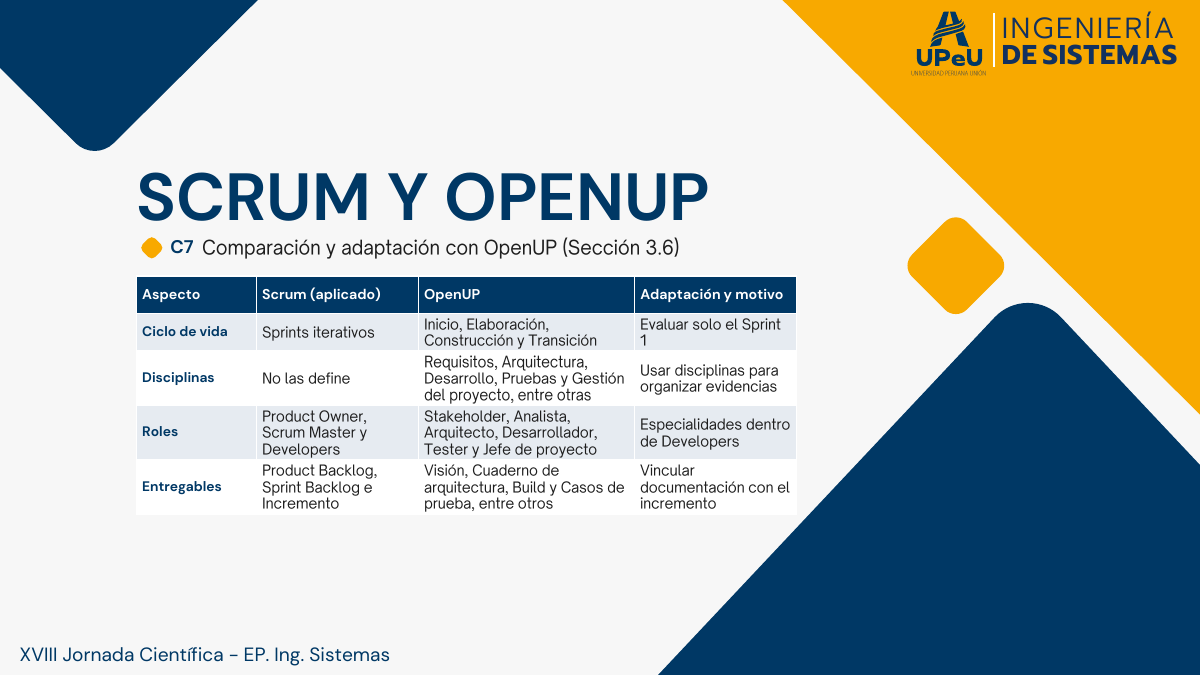 UPeU
UNIVERSIDAD PERUANA UNIÓN
INGENIERÍA
DE SISTEMAS
SCRUM Y OPENUP
C7 Comparación y adaptación con OpenUP (Sección 3.6)
Aspecto
Scrum (aplicado)
OpenUP
Adaptación y motivo
Ciclo de vida
Sprints iterativos
Inicio, Elaboración,
Construcción y Transición
Evaluar solo el Sprint
1
Disciplinas
No las define
Requisitos, Arquitectura,
Desarrollo, Pruebas y Gestión
del proyecto, entre otras
Usar disciplinas para
organizar evidencias
Roles
Product Owner,
Scrum Master y
Developers
Stakeholder, Analista,
Arquitecto, Desarrollador,
Tester y Jefe de proyecto
Especialidades dentro
de Developers
Entregables
Product Backlog,
Sprint Backlog e
Incremento
Visión, Cuaderno de
arquitectura, Build y Casos de
prueba, entre otros
Vincular
documentación con el
incremento
XVIII Jornada Científica - EP. Ing. Sistemas